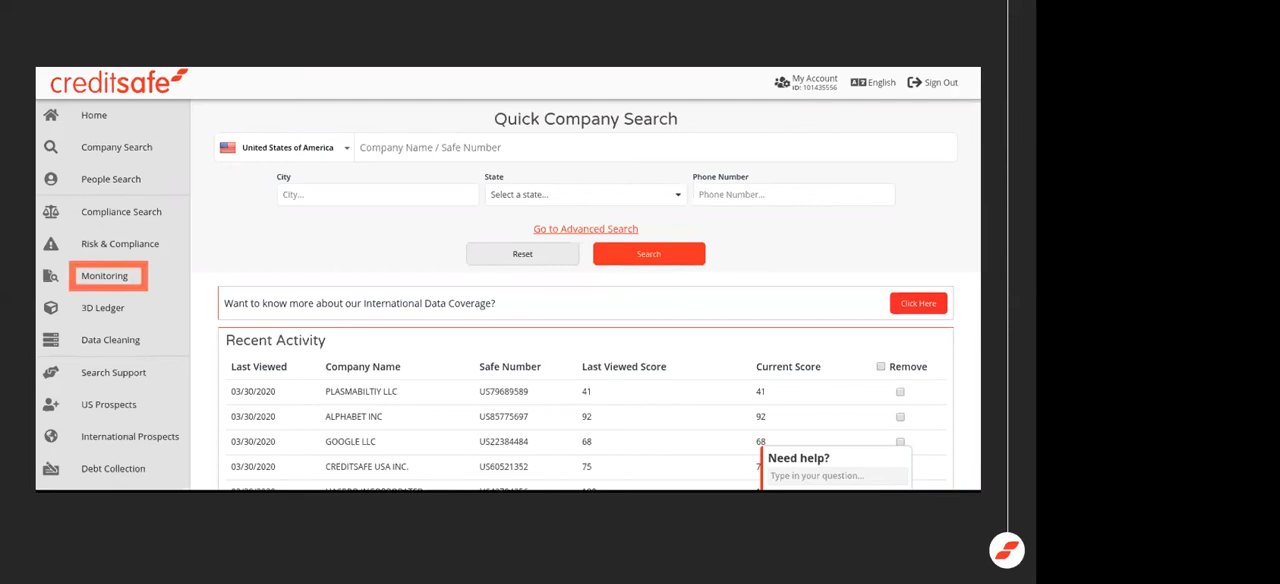 creditsafe
My Account
ID: 101435556
English
Sign Out
Home
Company Search
People Search
Compliance Search
Risk & Compliance
Monitoring
3D Ledger
Data Cleaning
Search Support
US Prospects
International Prospects
Debt Collection
Quick Company Search
United States of America
Company Name / Safe Number
City State Phone Number
City... Select a state... Phone Number...
Go to Advanced Search
Reset Search
Want to know more about our International Data Coverage? Click Here
Recent Activity
Last Viewed Company Name Safe Number Last Viewed Score Current Score Remove
03/30/2020 PLASMABILTIY LLC US79689589 41 41
03/30/2020 ALPHABET INC US85775697 92 92
03/30/2020 GOOGLE LLC US22384484 68 68
03/30/2020 CREDITSAFE USA INC. US60521352 75
Need help?
Type in your question...